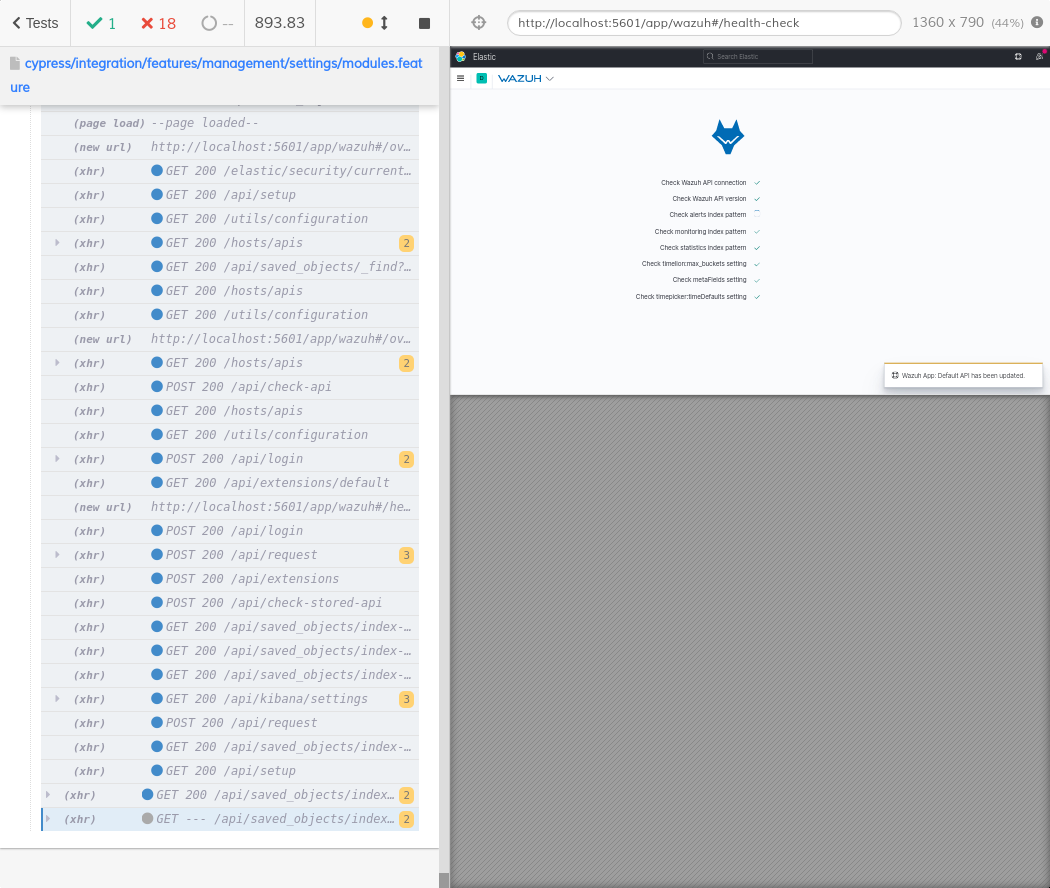 Tests
1
18
--
893.83
http://localhost:5601/app/wazuh#/health-check
1360 x 790 (44%)
cypress/integration/features/management/settings/modules.feat
ure
(page load) --page loaded--
(new url) http://localhost:5601/app/wazuh#/ov…
(xhr) GET 200 /elastic/security/current…
(xhr) GET 200 /api/setup
(xhr) GET 200 /utils/configuration
(xhr) GET 200 /hosts/apis 2
(xhr) GET 200 /api/saved_objects/_find?…
(xhr) GET 200 /hosts/apis
(xhr) GET 200 /utils/configuration
(new url) http://localhost:5601/app/wazuh#/ov…
(xhr) GET 200 /hosts/apis 2
(xhr) POST 200 /api/check-api
(xhr) GET 200 /hosts/apis
(xhr) GET 200 /utils/configuration
(xhr) POST 200 /api/login 2
(xhr) GET 200 /api/extensions/default
(new url) http://localhost:5601/app/wazuh#/he…
(xhr) POST 200 /api/login
(xhr) POST 200 /api/request 3
(xhr) POST 200 /api/extensions
(xhr) POST 200 /api/check-stored-api
(xhr) GET 200 /api/saved_objects/index-…
(xhr) GET 200 /api/saved_objects/index-…
(xhr) GET 200 /api/saved_objects/index-…
(xhr) GET 200 /api/kibana/settings 3
(xhr) POST 200 /api/request
(xhr) GET 200 /api/saved_objects/index-…
(xhr) GET 200 /api/setup
(xhr) GET 200 /api/saved_objects/index… 2
(xhr) GET --- /api/saved_objects/index… 2
Elastic
Search Elastic
D
WAZUH
Check Wazuh API connection
Check Wazuh API version
Check alerts index pattern
Check monitoring index pattern
Check statistics index pattern
Check timelion:max_buckets setting
Check metaFields setting
Check timepicker:timeDefaults setting
Wazuh App: Default API has been updated.